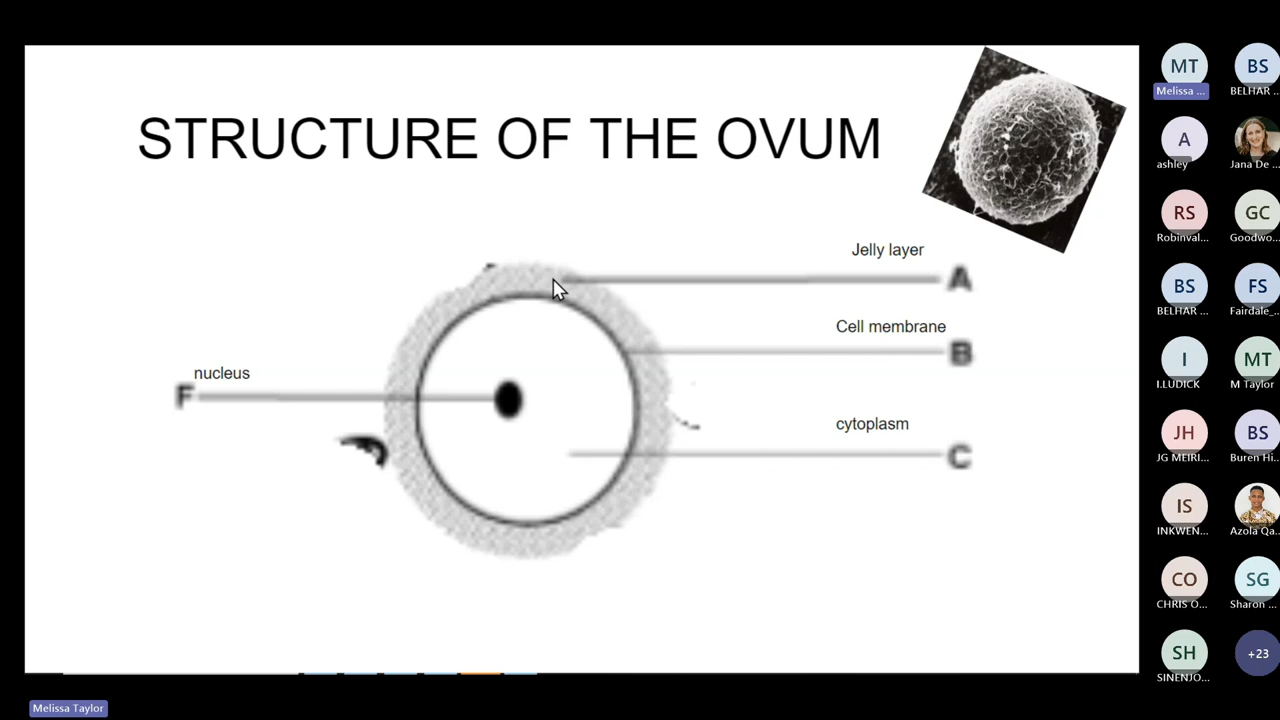 STRUCTURE OF THE OVUM
Jelly layer
A
Cell membrane
B
nucleus
F
cytoplasm
C
MT
Melissa ...
BS
BELHAR ...
A
ashley
Jana De ...
RS
Robinval...
GC
Goodwo...
BS
BELHAR ...
FS
Fairdale_...
I
I.LUDICK
MT
M Taylor
JH
JG MEIRI...
BS
Buren Hi...
IS
INKWEN...
Azola Qa...
CO
CHRIS O...
SG
Sharon ...
SH
SINENJO...
+23
Melissa Taylor